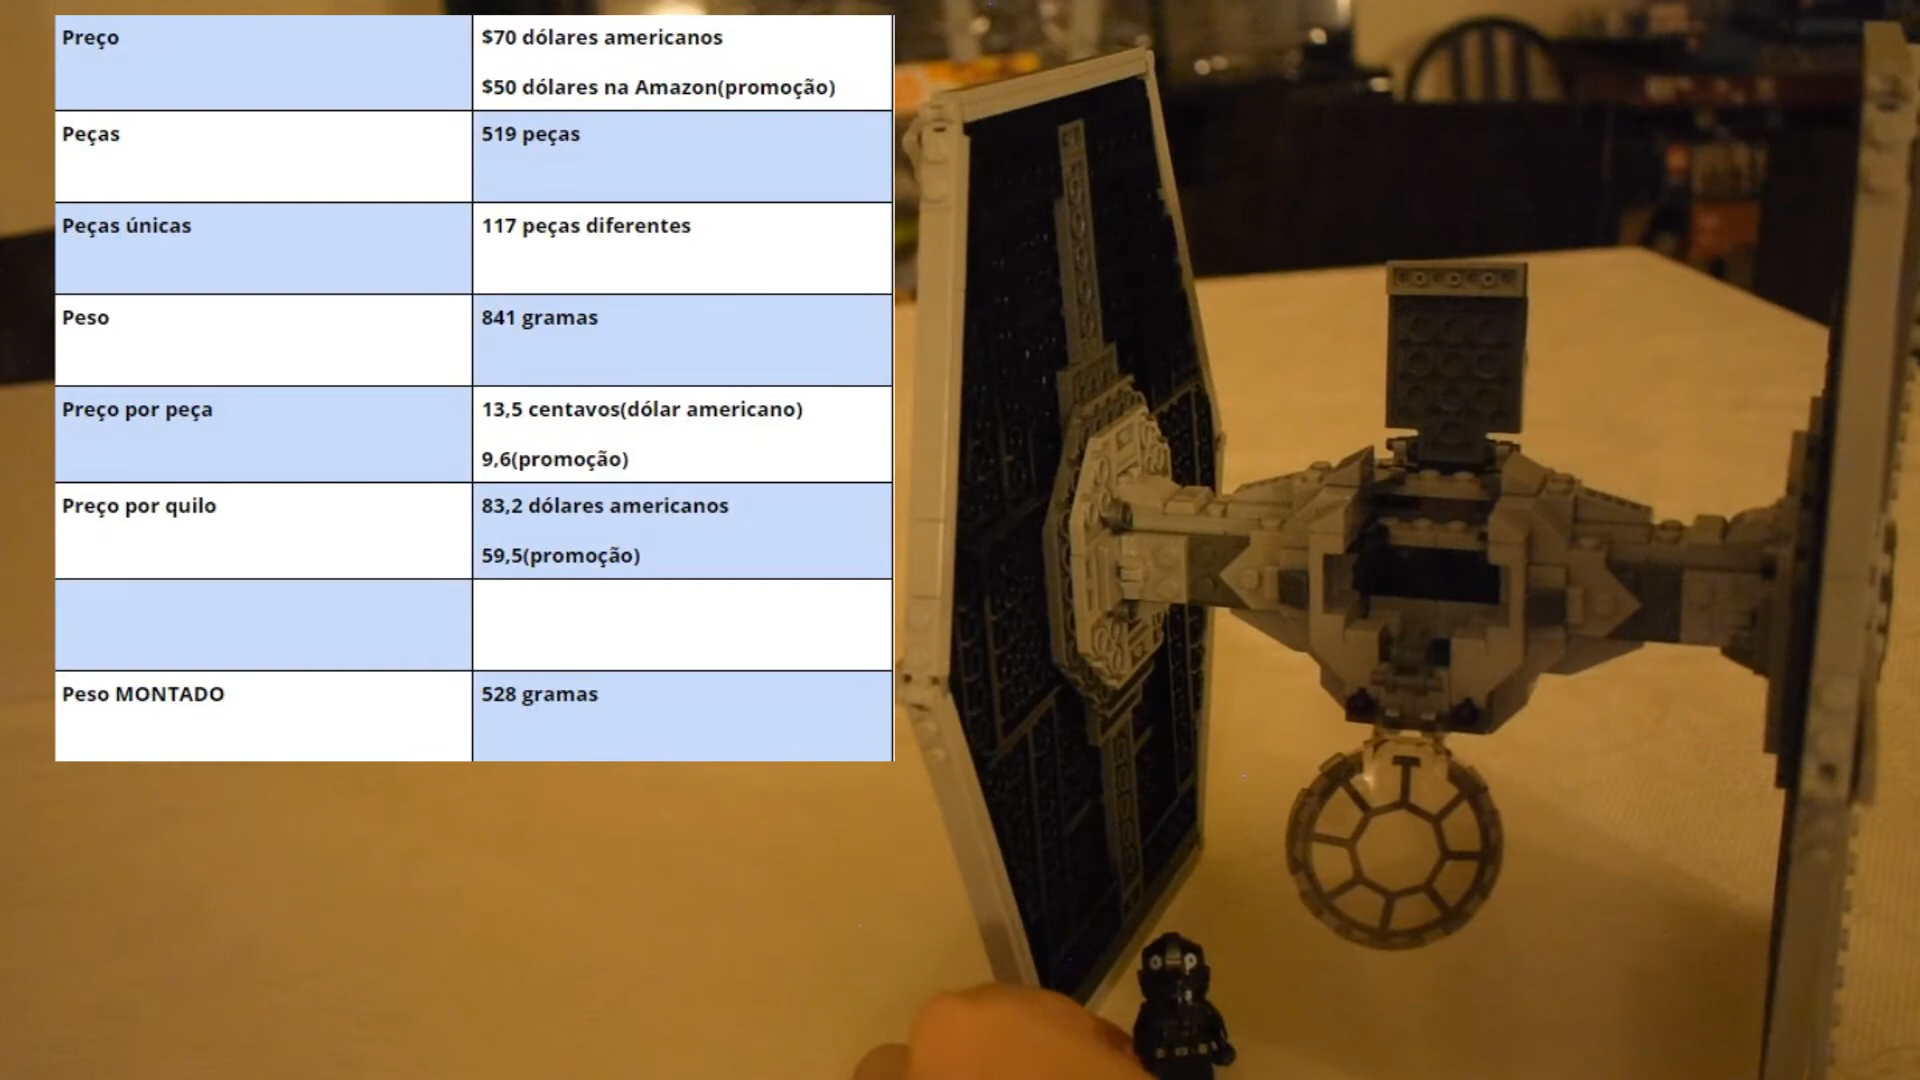 Preço
$70 dólares americanos
$50 dólares na Amazon(promoção)
Peças
519 peças
Peças únicas
117 peças diferentes
Peso
841 gramas
Preço por peça
13,5 centavos(dólar americano)
9,6(promoção)
Preço por quilo
83,2 dólares americanos
59,5(promoção)
Peso MONTADO
528 gramas